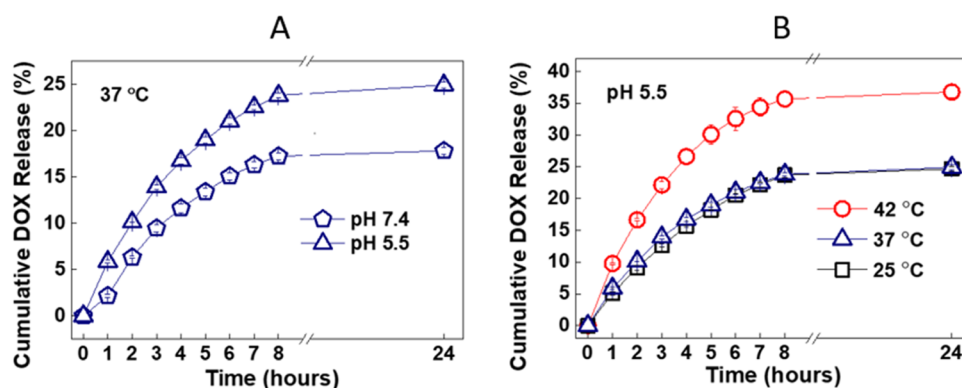 A
37 °C
Cumulative DOX Release (%)
25
20
15
10
5
0
pH 7.4
pH 5.5
0 1 2 3 4 5 6 7 8 24
Time (hours)
B
pH 5.5
Cumulative DOX Release (%)
40
35
30
25
20
15
10
5
0
42 °C
37 °C
25 °C
0 1 2 3 4 5 6 7 8 24
Time (hours)